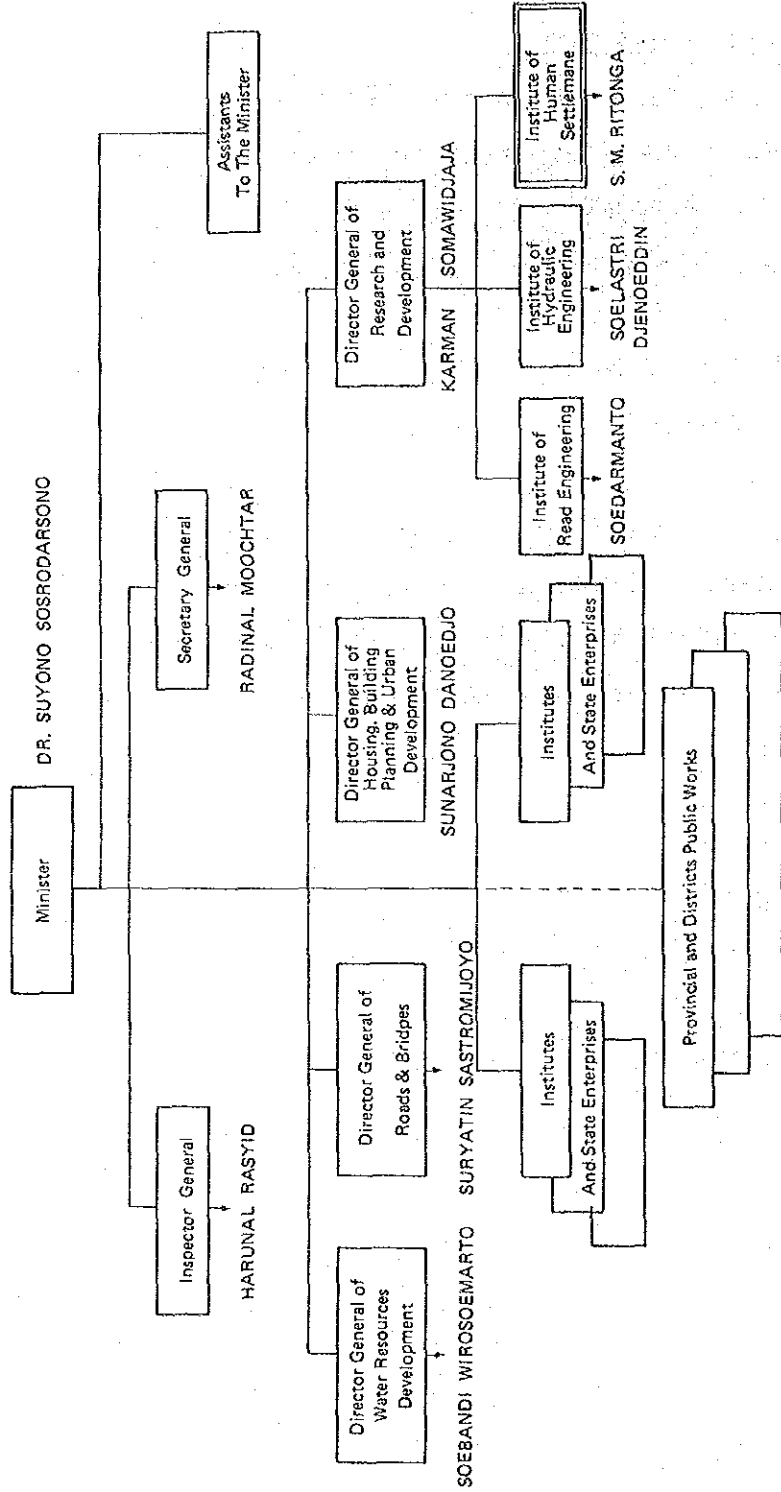 Minister
DR. SUYONO SOSRODARSONO
Assistants
To The Minister
Inspector General
HARUNAL RASYID
Secretary General
RADINAL MOOCHTAR
Director General of
Water Resources
Development
SOEBANDI WIROSOEMARTO
Director General of
Roads & Bridpes
SURYATIN SASTROMIJOYO
Director General of
Housing, Building
Planning & Urban
Development
SUNARJONO DANOEDJO
Director General of
Research and
Development
KARMAN SOMAWIDJAJA
Institutes
And State Enterprises
Institutes
And State Enterprises
Institute of
Read Engineering
SOEDARMANTO
Institute of
Hydraulic
Engineering
SOELASTRI
DJENOEDDIN
Institute of
Human
Settlemane
S. M. RITONGA
Provincial and Districts Public Works